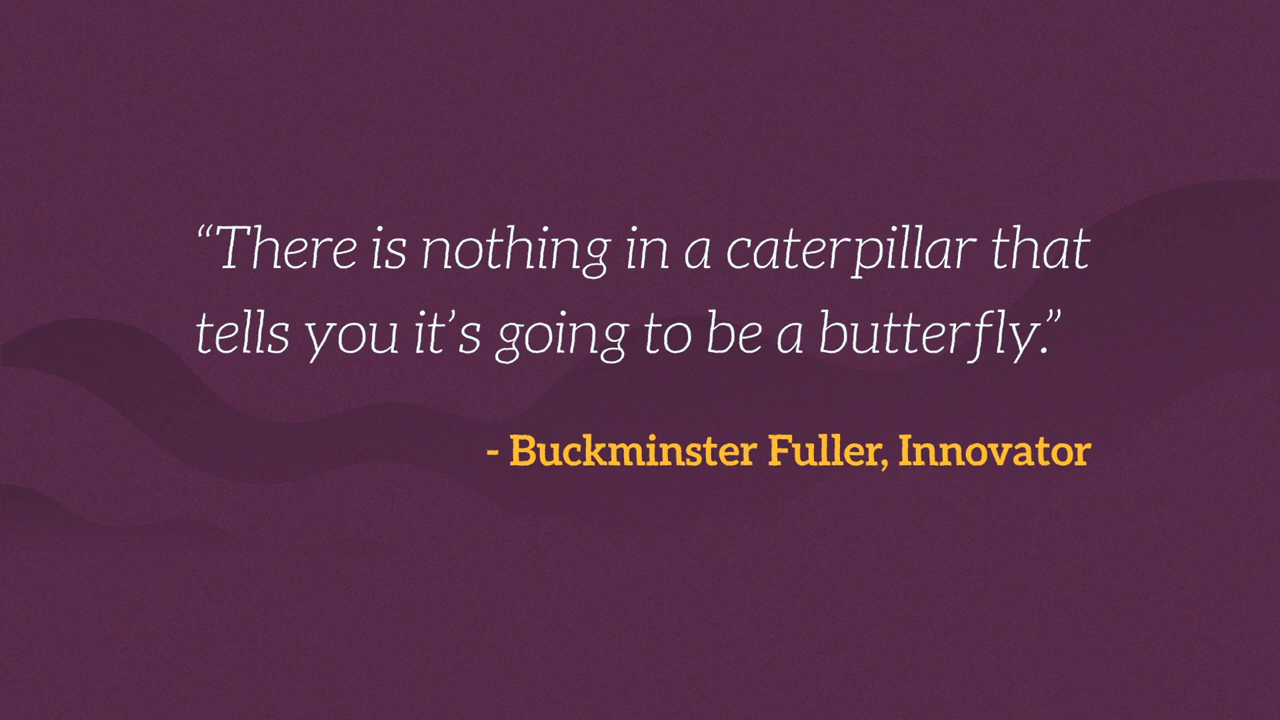 “There is nothing in a caterpillar that
tells you it’s going to be a butterfly.”
- Buckminster Fuller, Innovator